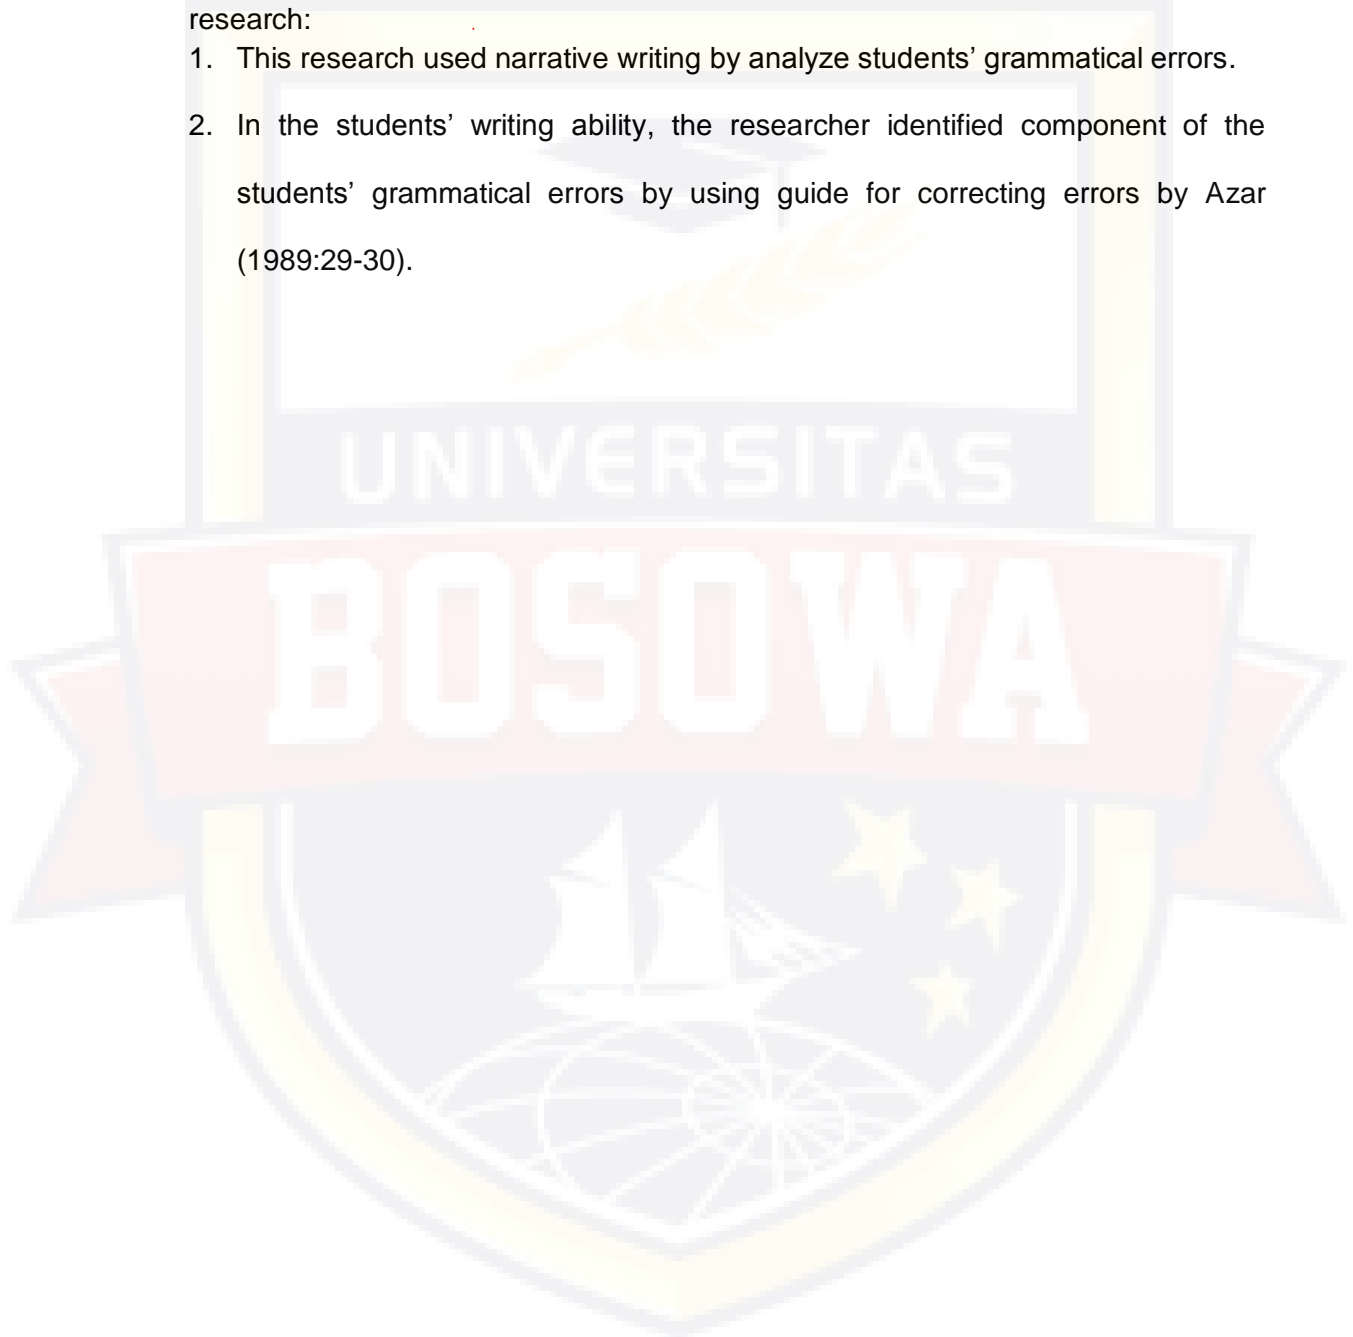 research:
1. This research used narrative writing by analyze students’ grammatical errors.
2. In the students’ writing ability, the researcher identified component of the
students’ grammatical errors by using guide for correcting errors by Azar
(1989:29-30).
UNIVERSITAS
BOSOWA